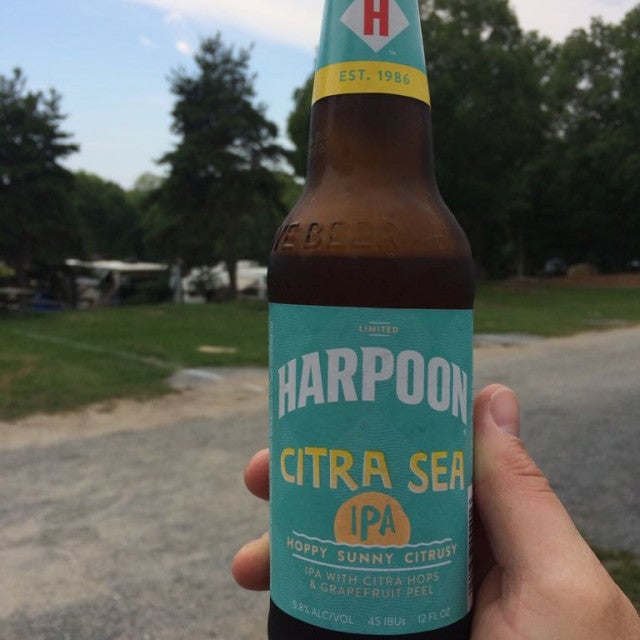 H
EST. 1986
E BEER
LIMITED
HARPOON
CITRA SEA
IPA
HOPPY SUNNY CITRUSY
IPA WITH CITRA HOPS
& GRAPEFRUIT PEEL
5.8% ALC/VOL 45 IBUs 12 FL OZ